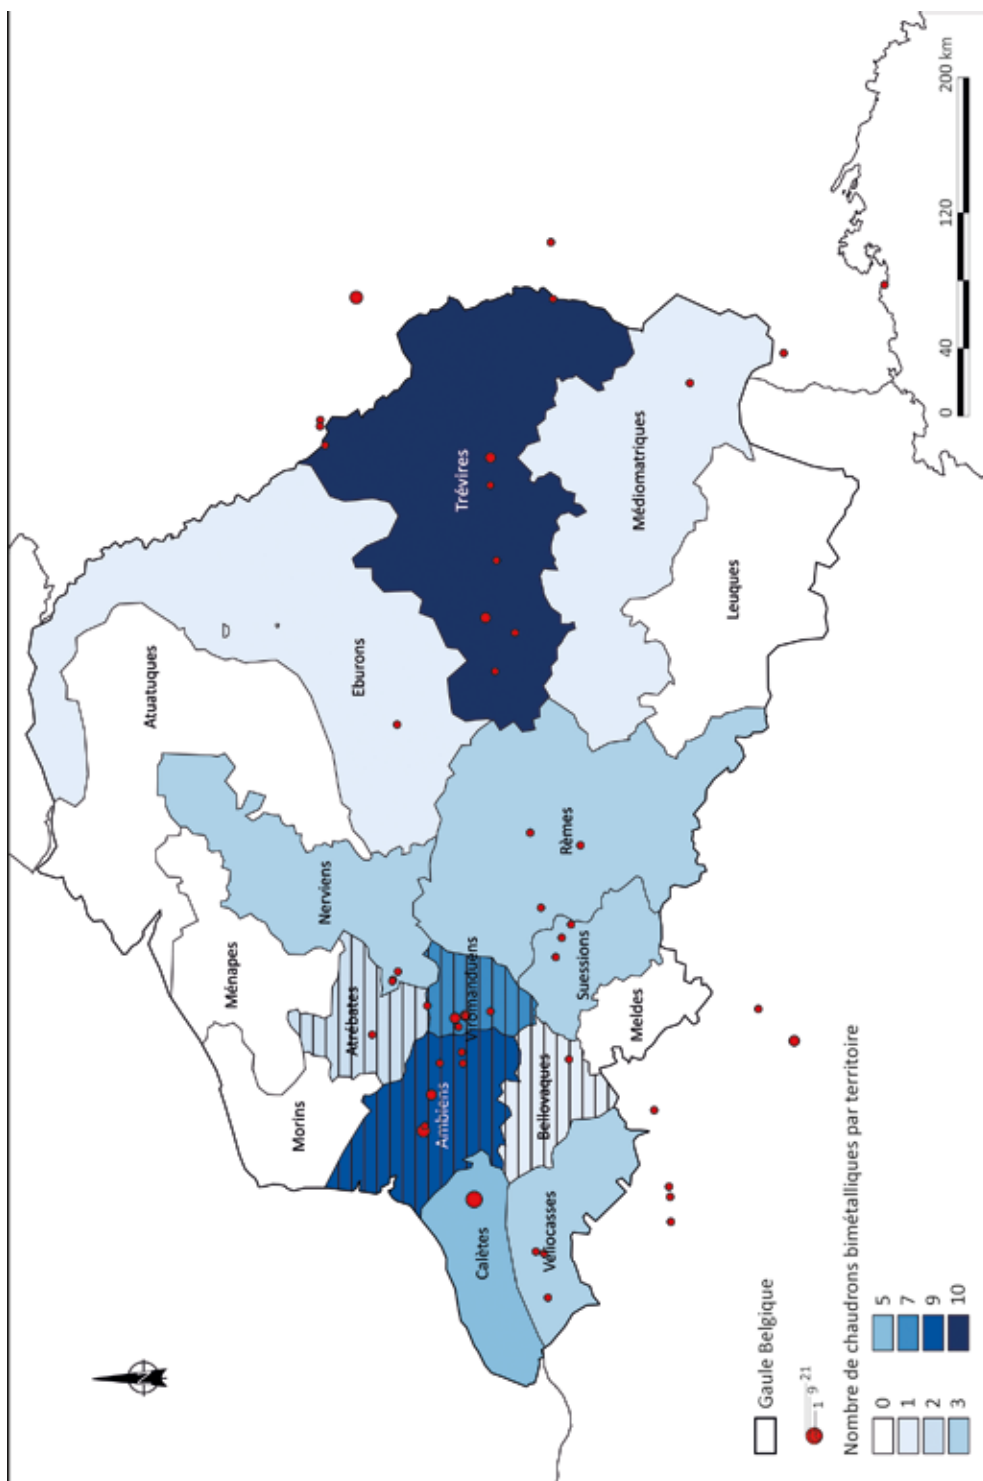 N
Atuatuques
Ménapes
Morins
Nerviens
Eburons
Atrébates
Trévires
Ambiens
Viromanduens
Calètes
Rèmes
Suessions
Bellovaques
Véliocasses
Médiomatriques
Meldes
Leuques
Gaule Belgique
1 9 21
Nombre de chaudrons bimétalliques par territoire
0 5
1 7
2 9
3 10
0 40 120 200 km